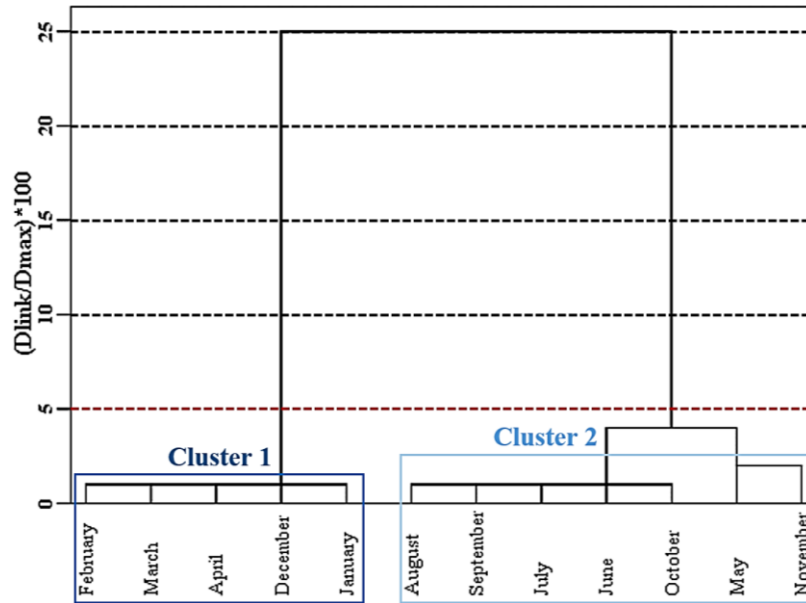 (Dlink/Dmax)*100
25
20
15
10
5
0
Cluster 1
Cluster 2
February
March
April
December
January
August
September
July
June
October
May
November